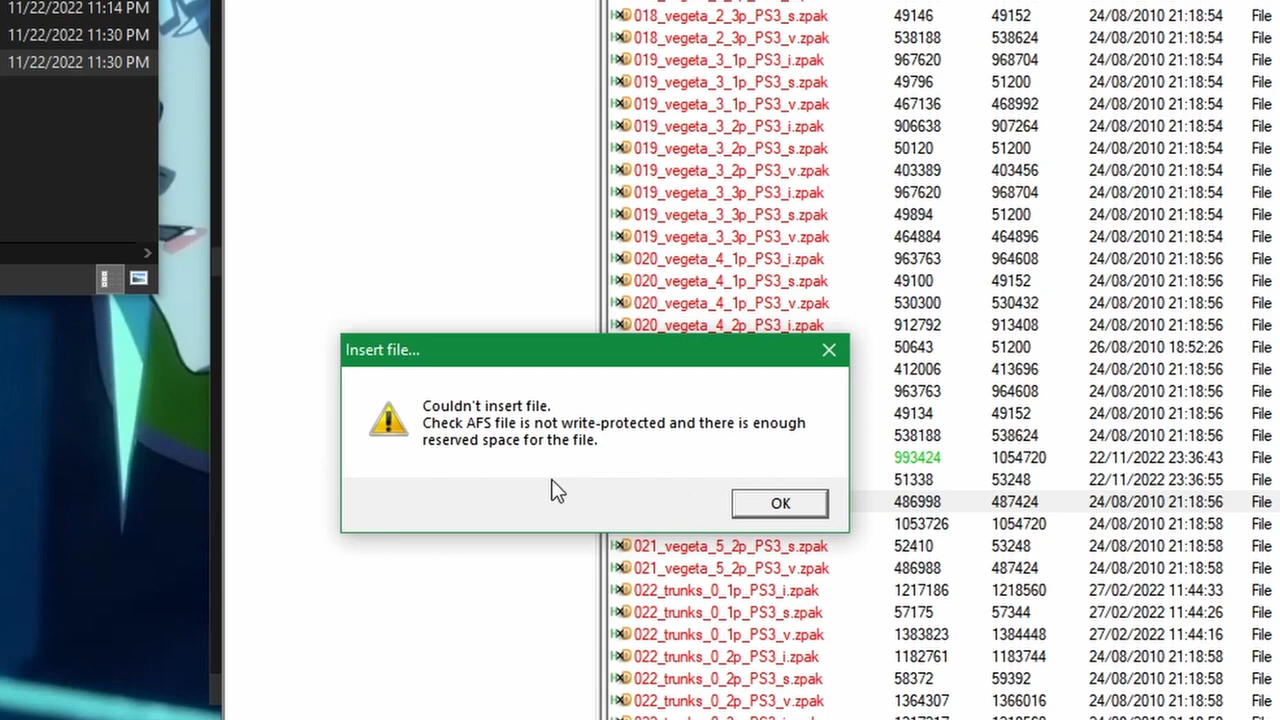 11/22/2022 11:14 PM
11/22/2022 11:30 PM
11/22/2022 11:30 PM
018_vegeta_2_3p_PS3_s.zpak 49146 49152 24/08/2010 21:18:54 File
018_vegeta_2_3p_PS3_v.zpak 538188 538624 24/08/2010 21:18:54 File
019_vegeta_3_1p_PS3_i.zpak 967620 968704 24/08/2010 21:18:54 File
019_vegeta_3_1p_PS3_s.zpak 49796 51200 24/08/2010 21:18:54 File
019_vegeta_3_1p_PS3_v.zpak 467136 468992 24/08/2010 21:18:54 File
019_vegeta_3_2p_PS3_i.zpak 906638 907264 24/08/2010 21:18:54 File
019_vegeta_3_2p_PS3_s.zpak 50120 51200 24/08/2010 21:18:54 File
019_vegeta_3_2p_PS3_v.zpak 403389 403456 24/08/2010 21:18:54 File
019_vegeta_3_3p_PS3_i.zpak 967620 968704 24/08/2010 21:18:54 File
019_vegeta_3_3p_PS3_s.zpak 49894 51200 24/08/2010 21:18:54 File
019_vegeta_3_3p_PS3_v.zpak 464884 464896 24/08/2010 21:18:54 File
020_vegeta_4_1p_PS3_i.zpak 963763 964608 24/08/2010 21:18:56 File
020_vegeta_4_1p_PS3_s.zpak 49100 49152 24/08/2010 21:18:56 File
020_vegeta_4_1p_PS3_v.zpak 530300 530432 24/08/2010 21:18:56 File
020_vegeta_4_2p_PS3_i.zpak 912792 913408 24/08/2010 21:18:56 File
50643 51200 26/08/2010 18:52:26 File
412006 413696 24/08/2010 21:18:56 File
963763 964608 24/08/2010 21:18:56 File
49134 49152 24/08/2010 21:18:56 File
538188 538624 24/08/2010 21:18:56 File
993424 1054720 22/11/2022 23:36:43 File
51338 53248 22/11/2022 23:36:55 File
486998 487424 24/08/2010 21:18:56 File
1053726 1054720 24/08/2010 21:18:58 File
Insert file...
Couldn't insert file.
Check AFS file is not write-protected and there is enough
reserved space for the file.
OK
021_vegeta_5_2p_PS3_s.zpak 52410 53248 24/08/2010 21:18:58 File
021_vegeta_5_2p_PS3_v.zpak 486988 487424 24/08/2010 21:18:58 File
022_trunks_0_1p_PS3_i.zpak 1217186 1218560 27/02/2022 11:44:33 File
022_trunks_0_1p_PS3_s.zpak 57175 57344 27/02/2022 11:44:26 File
022_trunks_0_1p_PS3_v.zpak 1383823 1384448 27/02/2022 11:44:16 File
022_trunks_0_2p_PS3_i.zpak 1182761 1183744 24/08/2010 21:18:58 File
022_trunks_0_2p_PS3_s.zpak 58372 59392 24/08/2010 21:18:58 File
022_trunks_0_2p_PS3_v.zpak 1364307 1366016 24/08/2010 21:18:58 File